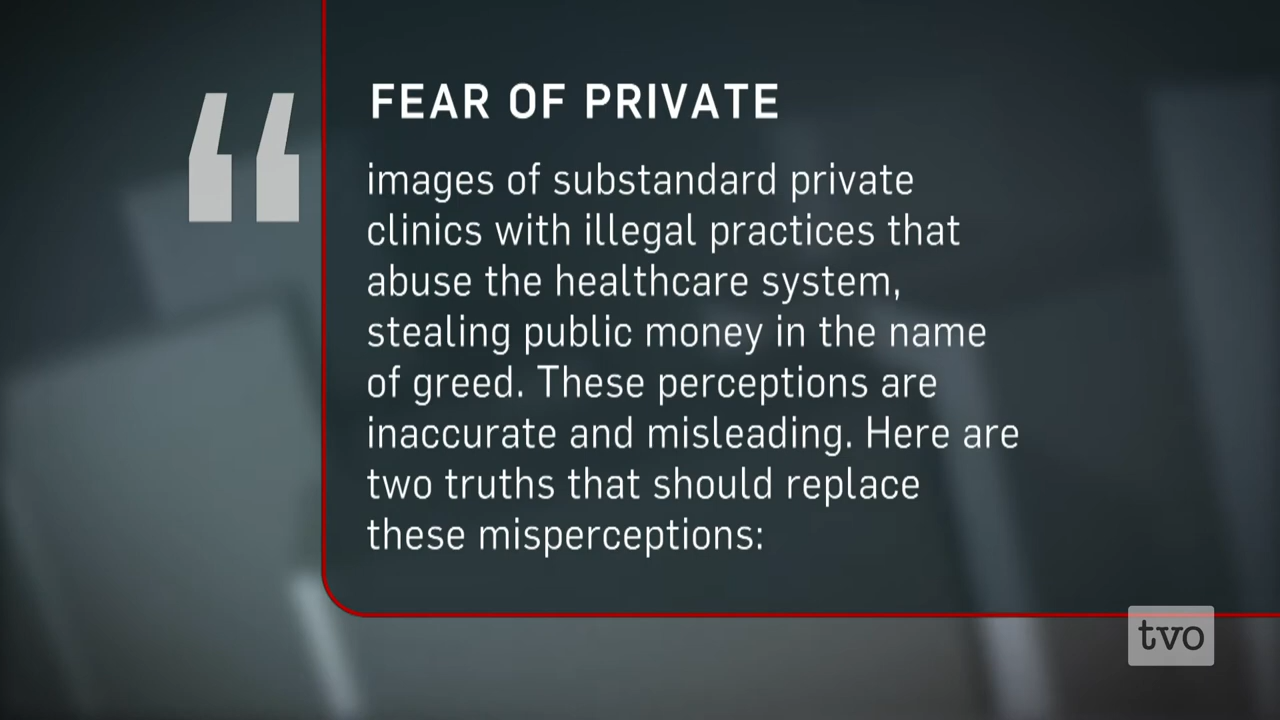 FEAR OF PRIVATE
images of substandard private
clinics with illegal practices that
abuse the healthcare system,
stealing public money in the name
of greed. These perceptions are
inaccurate and misleading. Here are
two truths that should replace
these misperceptions:
tvo